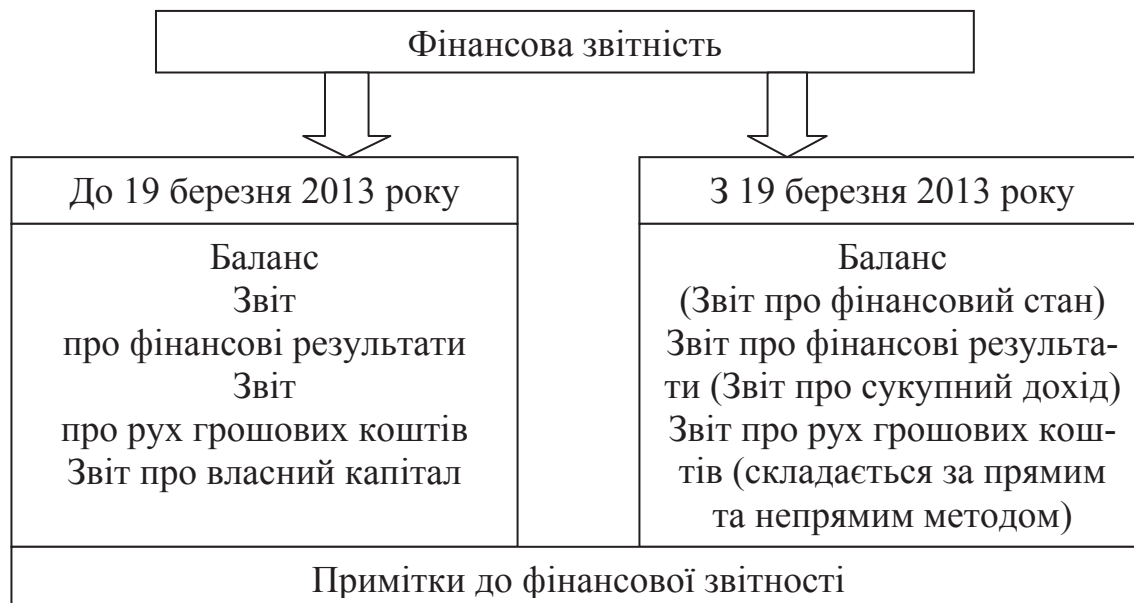 Фінансова звітність
До 19 березня 2013 року
Баланс
Звіт
про фінансові результати
Звіт
про рух грошових коштів
Звіт про власний капітал
З 19 березня 2013 року
Баланс
(Звіт про фінансовий стан)
Звіт про фінансові результа-
ти (Звіт про сукупний дохід)
Звіт про рух грошових кош-
тів (складається за прямим
та непрямим методом)
Примітки до фінансової звітності